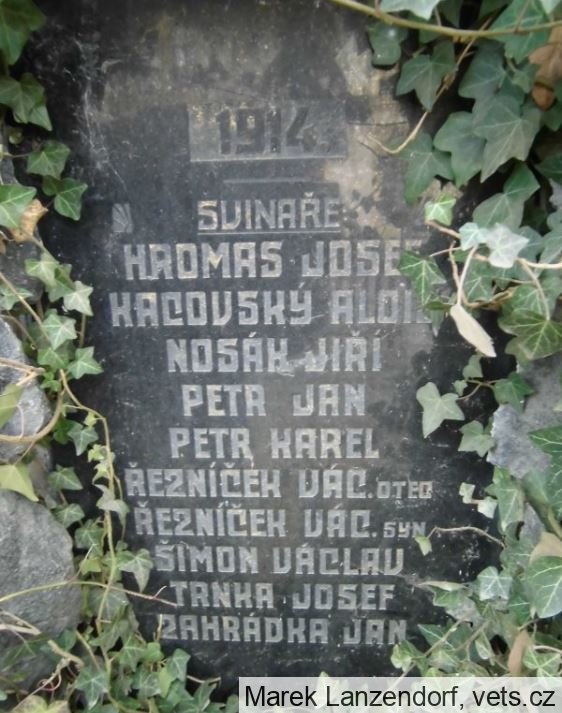 1914.
SVINAŘE
HROMAS JOSEF
KACOVSKÝ ALOIS
NOSÁK JIŘÍ
PETR JAN
PETR KAREL
ŘEZNÍČEK VÁC. OTEC
ŘEZNÍČEK VÁC. SYN
ŠIMON VÁCLAV
TRNKA JOSEF
ZAHRÁDKA JAN
Marek Lanzendorf, vets.cz